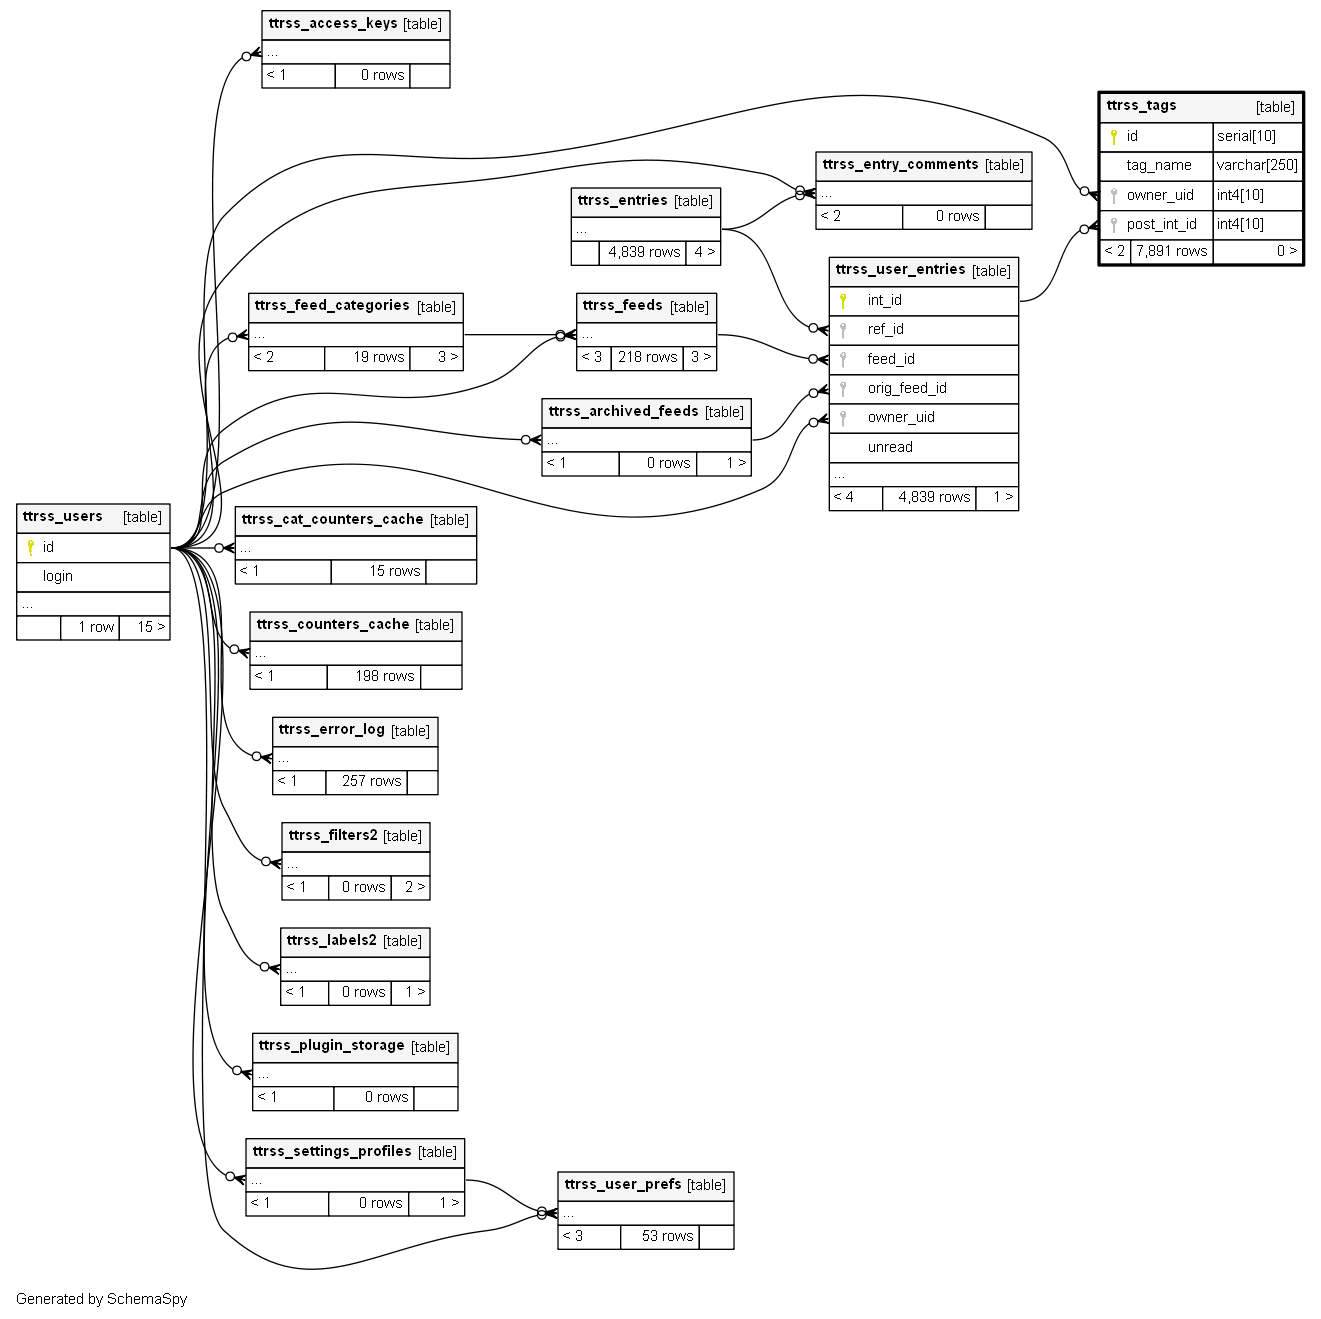 ttrss_access_keys [table]
...
< 1 0 rows
ttrss_tags [table]
id serial[10]
tag_name varchar[250]
owner_uid int4[10]
post_int_id int4[10]
< 2 7,891 rows 0 >
ttrss_entry_comments [table]
...
< 2 0 rows
ttrss_entries [table]
...
4,839 rows 4 >
ttrss_user_entries [table]
int_id
ref_id
feed_id
orig_feed_id
owner_uid
unread
...
< 4 4,839 rows 1 >
ttrss_feed_categories [table]
...
< 2 19 rows 3 >
ttrss_feeds [table]
...
< 3 218 rows 3 >
ttrss_archived_feeds [table]
...
< 1 0 rows 1 >
ttrss_users [table]
id
login
...
1 row 15 >
ttrss_cat_counters_cache [table]
...
< 1 15 rows
ttrss_counters_cache [table]
...
< 1 198 rows
ttrss_error_log [table]
...
< 1 257 rows
ttrss_filters2 [table]
...
< 1 0 rows 2 >
ttrss_labels2 [table]
...
< 1 0 rows 1 >
ttrss_plugin_storage [table]
...
< 1 0 rows
ttrss_settings_profiles [table]
...
< 1 0 rows 1 >
ttrss_user_prefs [table]
...
< 3 53 rows
Generated by SchemaSpy